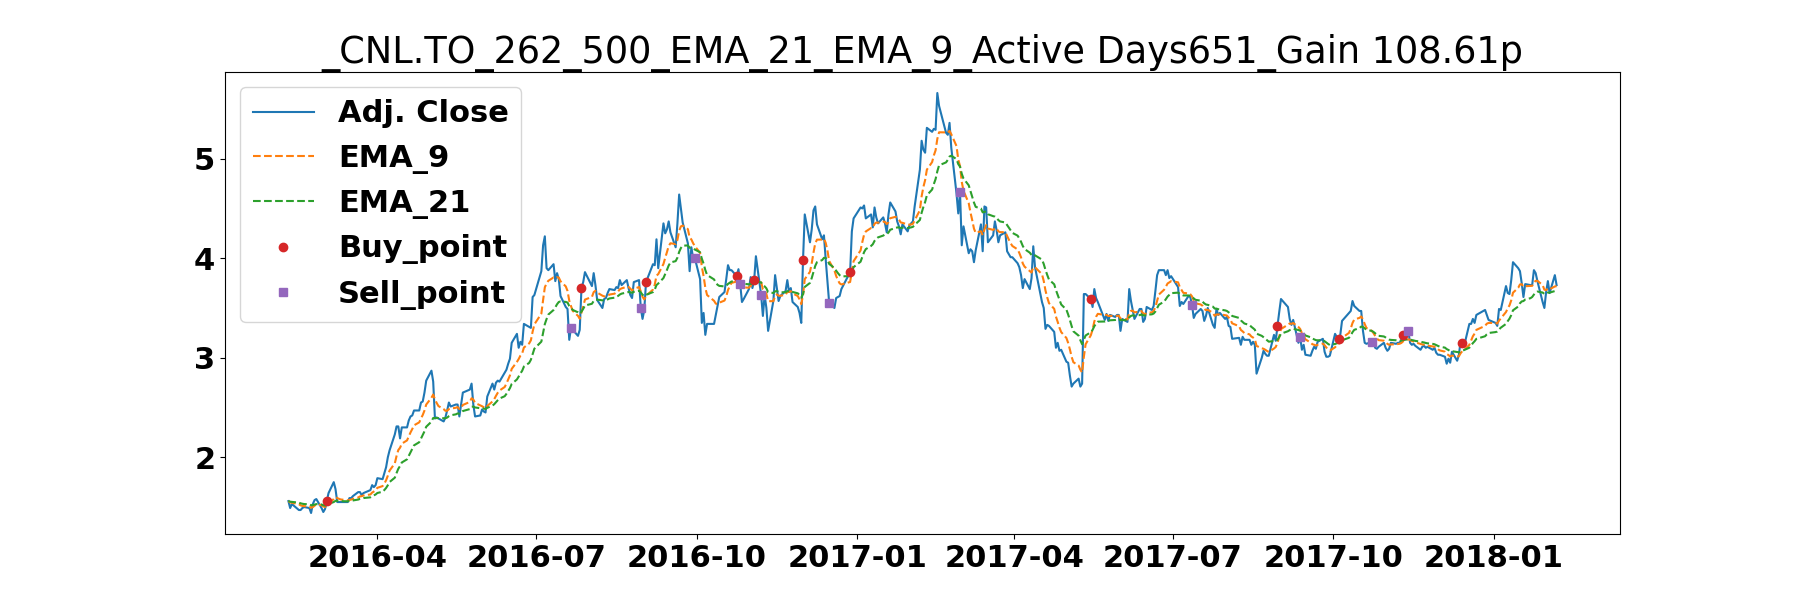 _CNL.TO_262_500_EMA_21_EMA_9_Active Days651_Gain 108.61p
Adj. Close
EMA_9
EMA_21
Buy_point
Sell_point
5
4
3
2
2016-04 2016-07 2016-10 2017-01 2017-04 2017-07 2017-10 2018-01